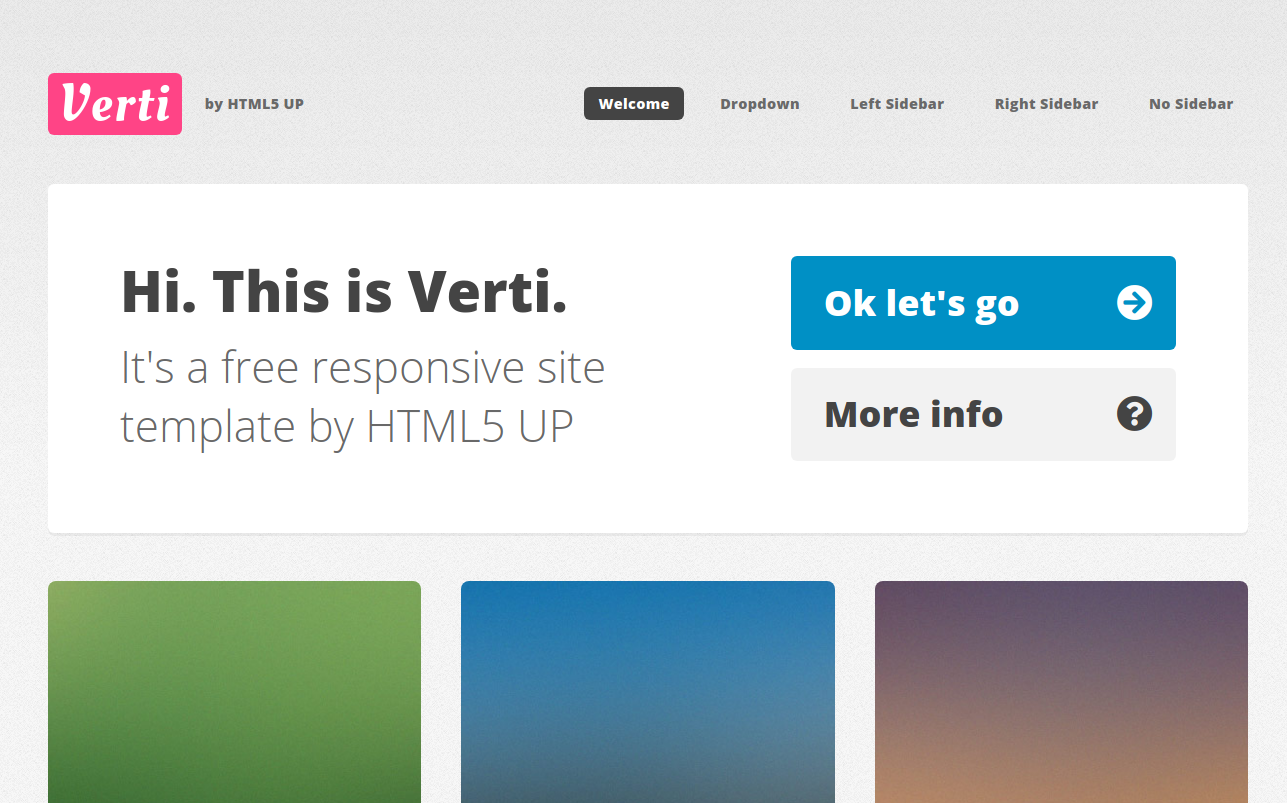 Verti
by HTML5 UP
Welcome
Dropdown
Left Sidebar
Right Sidebar
No Sidebar
Hi. This is Verti.
It's a free responsive site
template by HTML5 UP
Ok let's go
More info